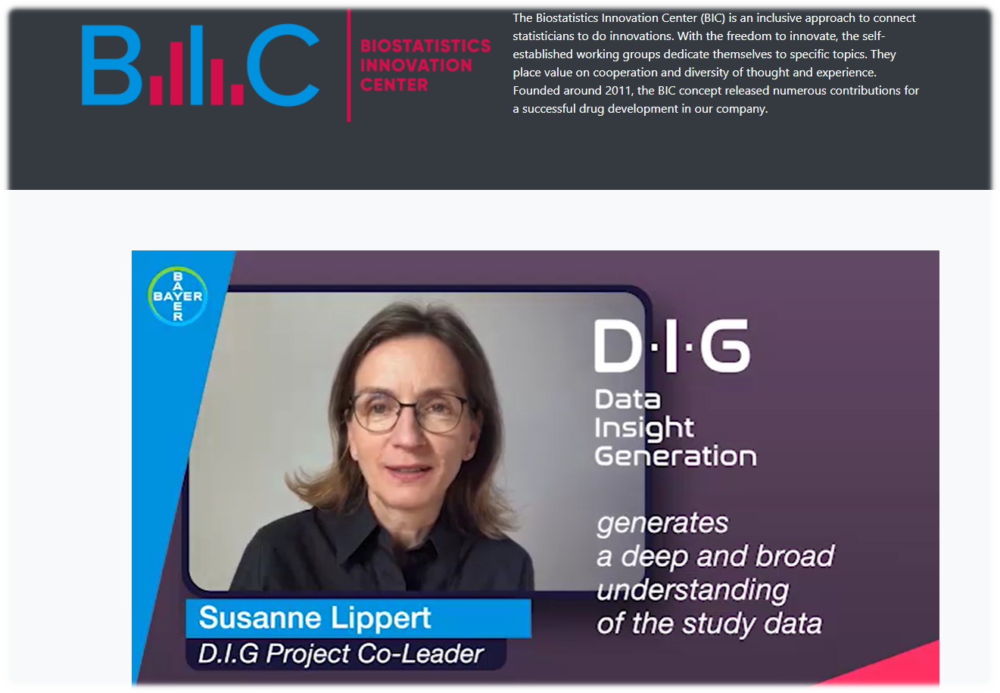 BIC
BIOSTATISTICS
INNOVATION
CENTER
The Biostatistics Innovation Center (BIC) is an inclusive approach to connect
statisticians to do innovations. With the freedom to innovate, the self-
established working groups dedicate themselves to specific topics. They
place value on cooperation and diversity of thought and experience.
Founded around 2011, the BIC concept released numerous contributions for
a successful drug development in our company.
BAYER
BAYER
D·I·G
Data
Insight
Generation
generates
a deep and broad
understanding
of the study data
Susanne Lippert
D.I.G Project Co-Leader